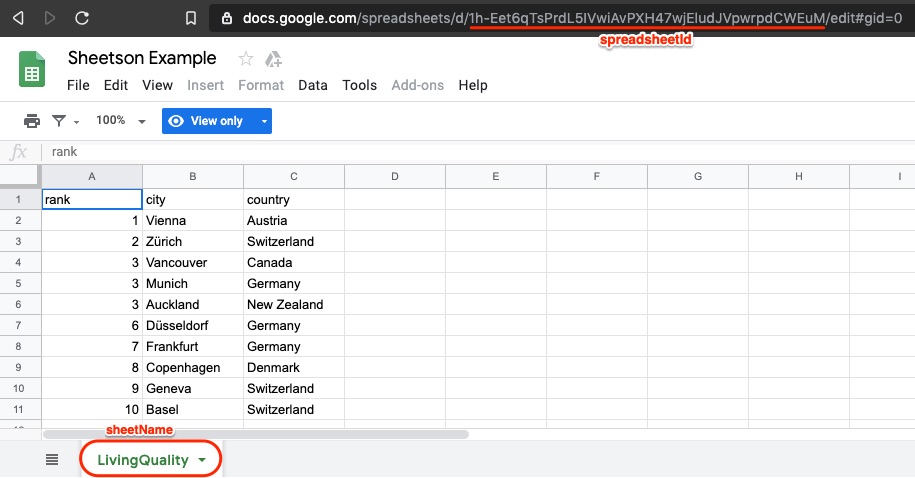 docs.google.com/spreadsheets/d/1h-Eet6qTsPrdL5IVwiAvPXH47wjEludJVpwrpdCWEuM/edit#gid=0
spreadsheetId
Sheetson Example
File Edit View Insert Format Data Tools Add-ons Help
100% View only
fx rank
A B C D E F G H I
1 rank city country
2 1 Vienna Austria
3 2 Zürich Switzerland
4 3 Vancouver Canada
5 3 Munich Germany
6 3 Auckland New Zealand
7 6 Düsseldorf Germany
8 7 Frankfurt Germany
9 8 Copenhagen Denmark
10 9 Geneva Switzerland
11 10 Basel Switzerland
sheetName
LivingQuality